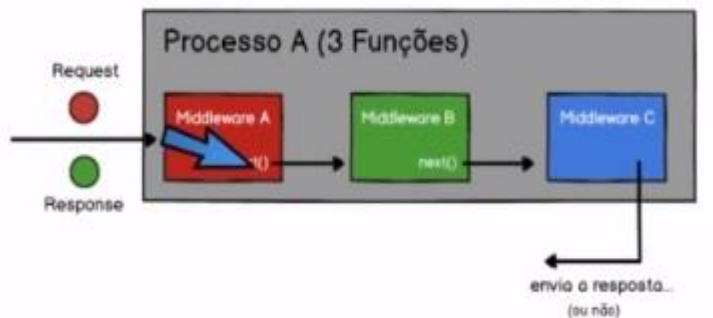 Processo A (3 Funções)
Request
Middleware A
Middleware B
next()
Middleware C
Response
envia a resposta...
(ou não)